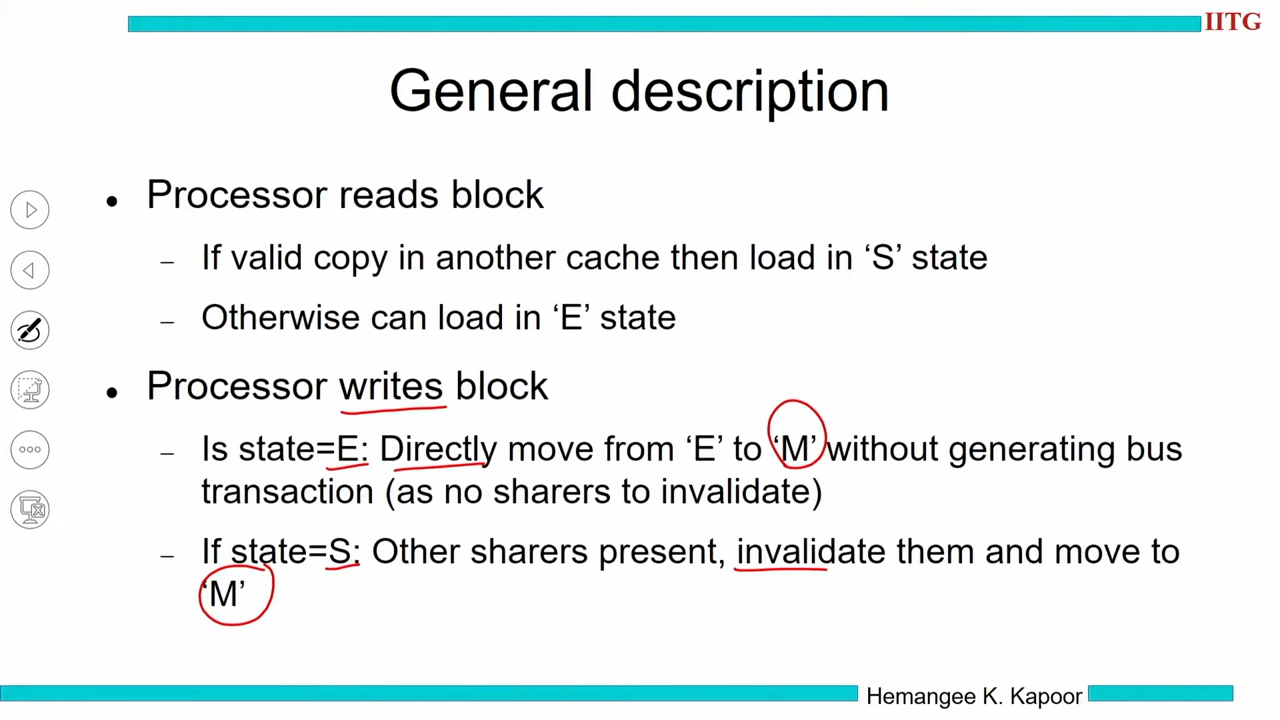 IITG
General description
• Processor reads block
– If valid copy in another cache then load in ‘S’ state
– Otherwise can load in ‘E’ state
• Processor writes block
– Is state=E: Directly move from ‘E’ to ‘M’ without generating bus
transaction (as no sharers to invalidate)
– If state=S: Other sharers present, invalidate them and move to
‘M’
Hemangee K. Kapoor